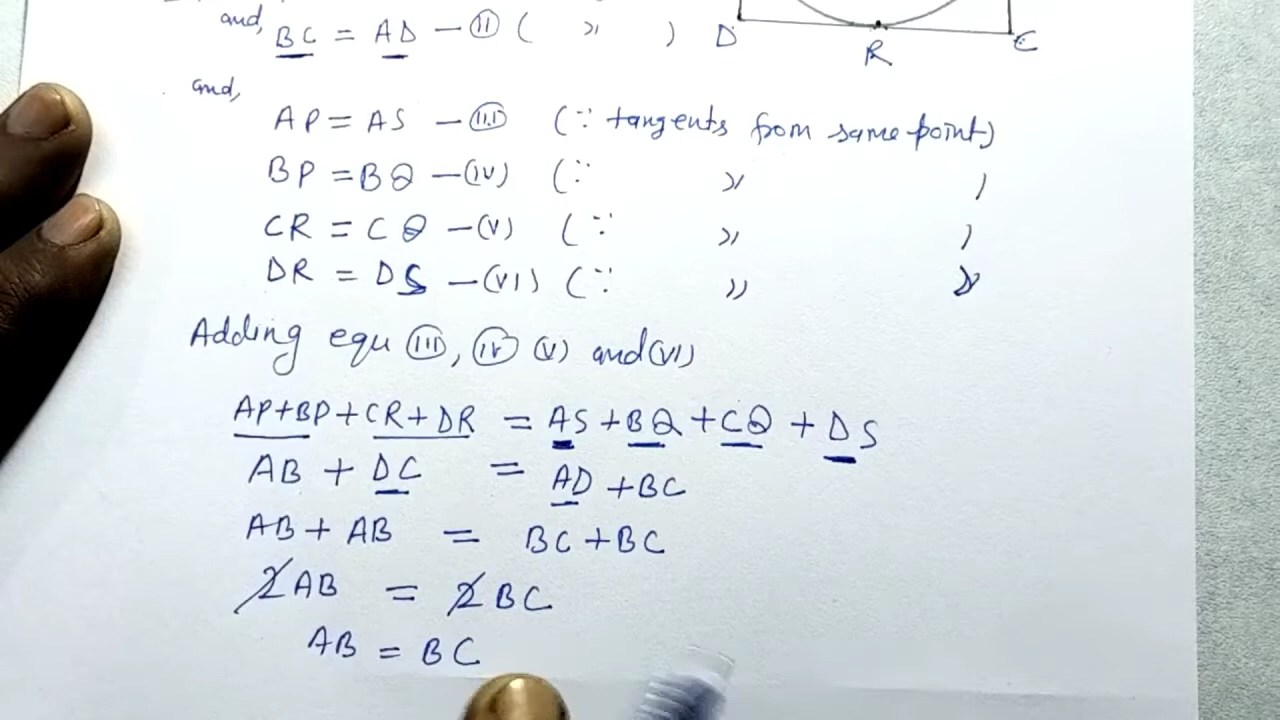 and, BC = AD — (II) ( " ) D
R C
and,
AP = AS — (III) (∵ tangents from same point)
BP = BQ — (IV) (∵ " )
CR = CQ — (V) (∵ " )
DR = DS — (VI) (∵ " )
Adding equ (III), (IV) (V) and (VI)
AP+BP+CR+DR = AS+BQ+CQ+DS
AB + DC = AD + BC
AB + AB = BC + BC
2AB = 2BC
AB = BC